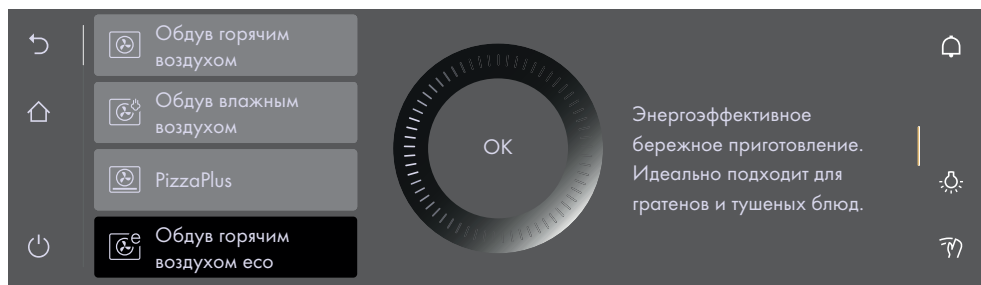 Обдув горячим
воздухом
Обдув влажным
воздухом
PizzaPlus
e
Обдув горячим
воздухом eco
OK
Энергоэффективное
бережное приготовление.
Идеально подходит для
гратенов и тушеных блюд.